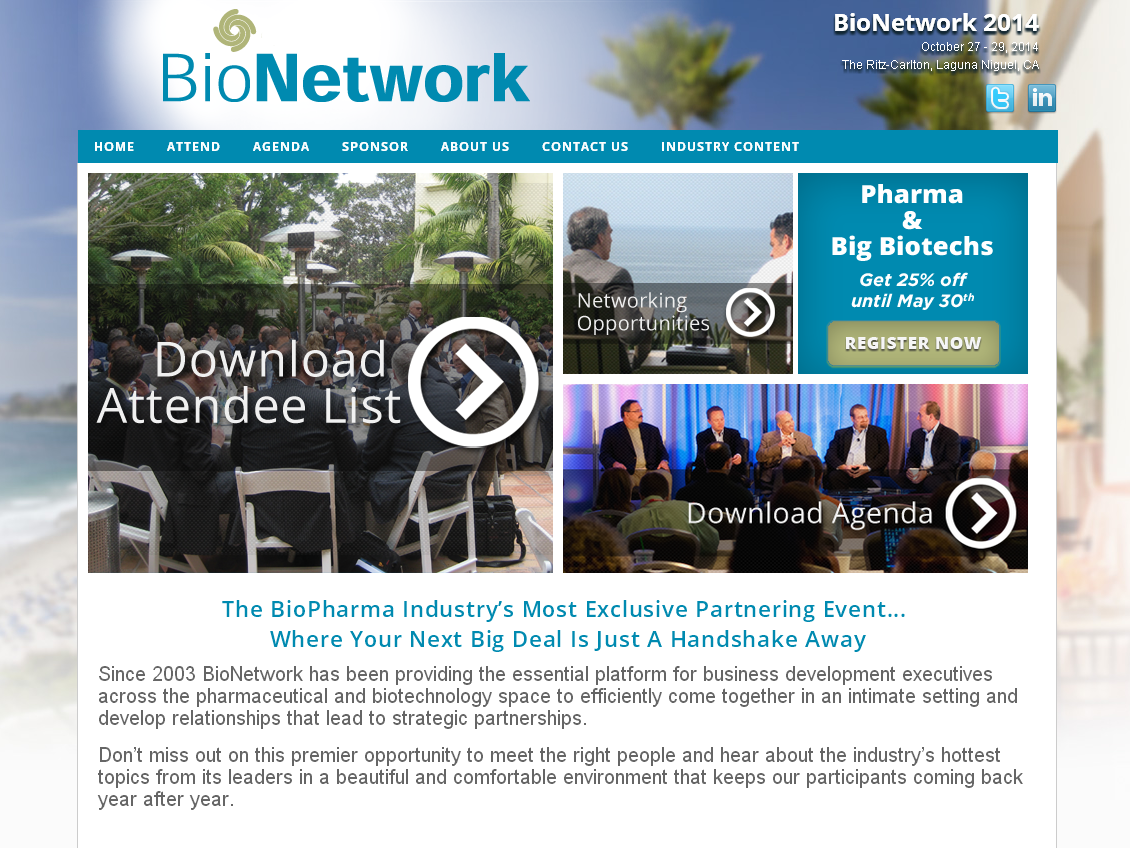 BioNetwork
BioNetwork 2014
October 27 - 29, 2014
The Ritz-Carlton, Laguna Niguel, CA
in
HOME ATTEND AGENDA SPONSOR ABOUT US CONTACT US INDUSTRY CONTENT
Download
Attendee List
Networking
Opportunities
Pharma
&
Big Biotechs
Get 25% off
until May 30th
REGISTER NOW
Download Agenda
The BioPharma Industry’s Most Exclusive Partnering Event...
Where Your Next Big Deal Is Just A Handshake Away
Since 2003 BioNetwork has been providing the essential platform for business development executives
across the pharmaceutical and biotechnology space to efficiently come together in an intimate setting and
develop relationships that lead to strategic partnerships.
Don’t miss out on this premier opportunity to meet the right people and hear about the industry’s hottest
topics from its leaders in a beautiful and comfortable environment that keeps our participants coming back
year after year.